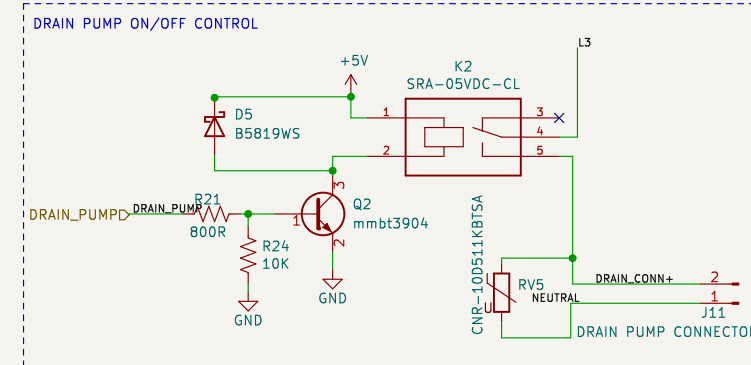 DRAIN PUMP ON/OFF CONTROL
L3
+5V
K2
SRA-05VDC-CL
D5
B5819WS
1
2
3
4
5
DRAIN_PUMP
DRAIN_PUMP
R21
800R
3
1
2
Q2
mmbt3904
R24
10K
GND
GND
CNR-10D511KBTSA
U
RV5
NEUTRAL
DRAIN_CONN+
2
1
J11
DRAIN PUMP CONNECTO